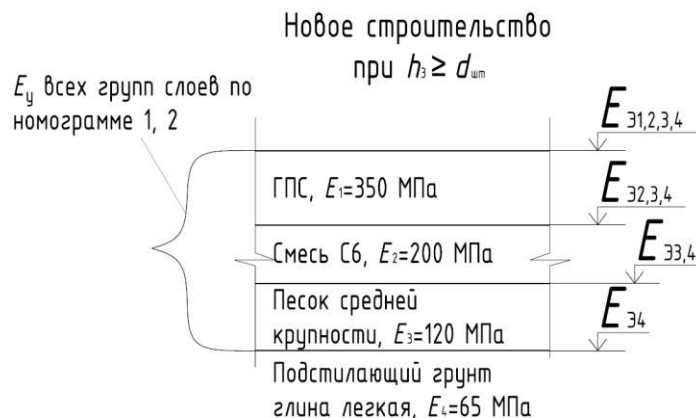 Новое строительство
при h₃ ≥ dшт
Eу всех групп слоев по
номограмме 1, 2
Eэ1,2,3,4
ГПС, E₁=350 МПа
Eэ2,3,4
Смесь С6, E₂=200 МПа
Eэ3,4
Песок средней
крупности, E₃=120 МПа
Eэ4
Подстилающий грунт
глина легкая, E₄=65 МПа